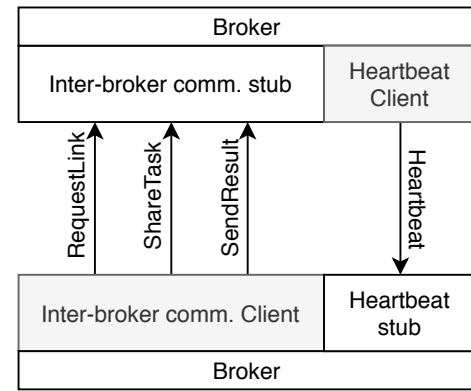 Broker
Inter-broker comm. stub
Heartbeat
Client
RequestLink
ShareTask
SendResult
Heartbeat
Inter-broker comm. Client
Heartbeat
stub
Broker